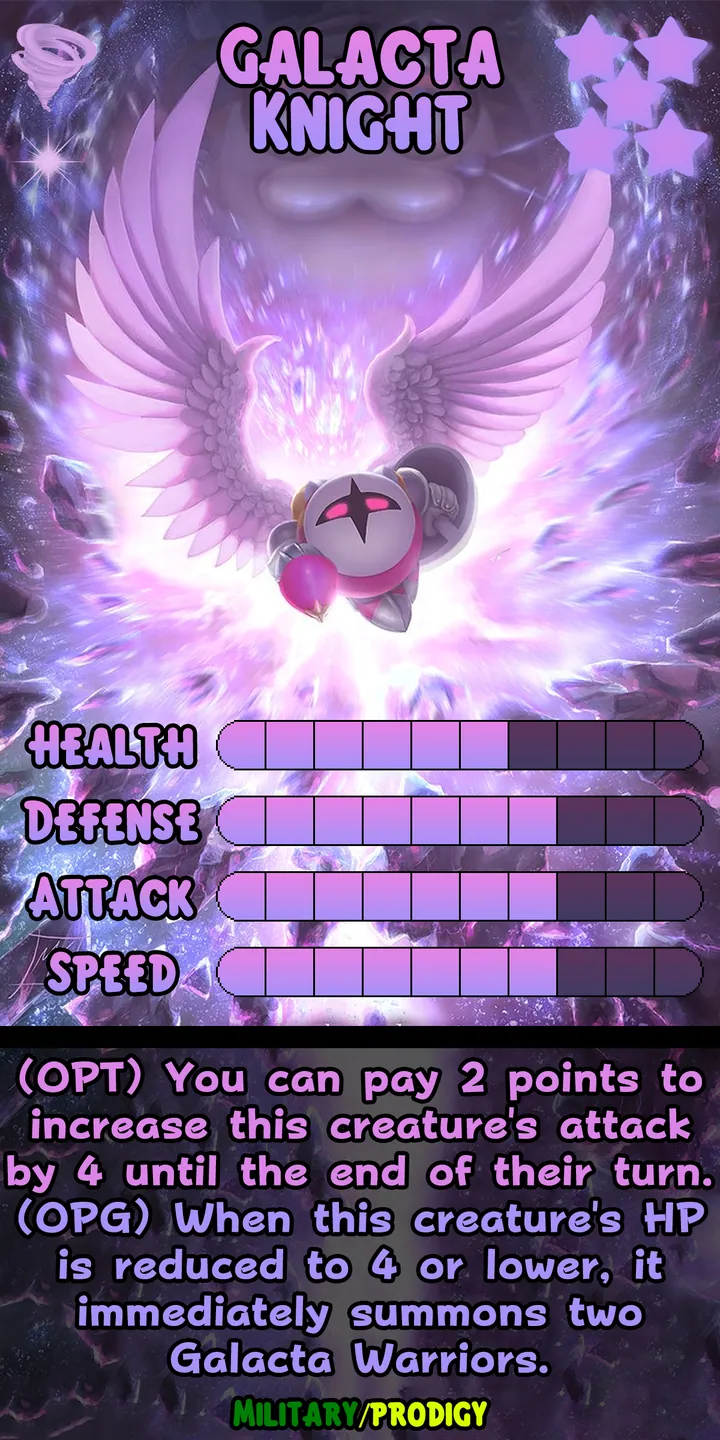 GALACTA
KNIGHT
HEALTH
DEFENSE
ATTACK
SPEED
(OPT) You can pay 2 points to
increase this creature's attack
by 4 until the end of their turn.
(OPG) When this creature's HP
is reduced to 4 or lower, it
immediately summons two
Galacta Warriors.
MILITARY/PRODIGY